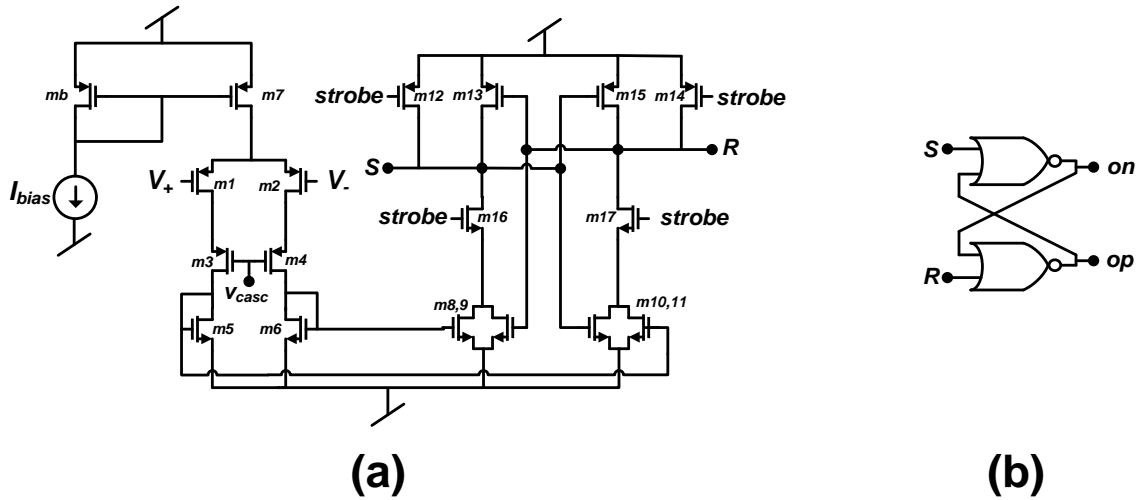 mb
m7
strobe
m12
m13
m15
m14
strobe
S
R
V+
m1
m2
V-
Ibias
strobe
m16
m17
strobe
m3
m4
vcasc
m5
m6
m8,9
m10,11
S
on
R
op
(a)
(b)